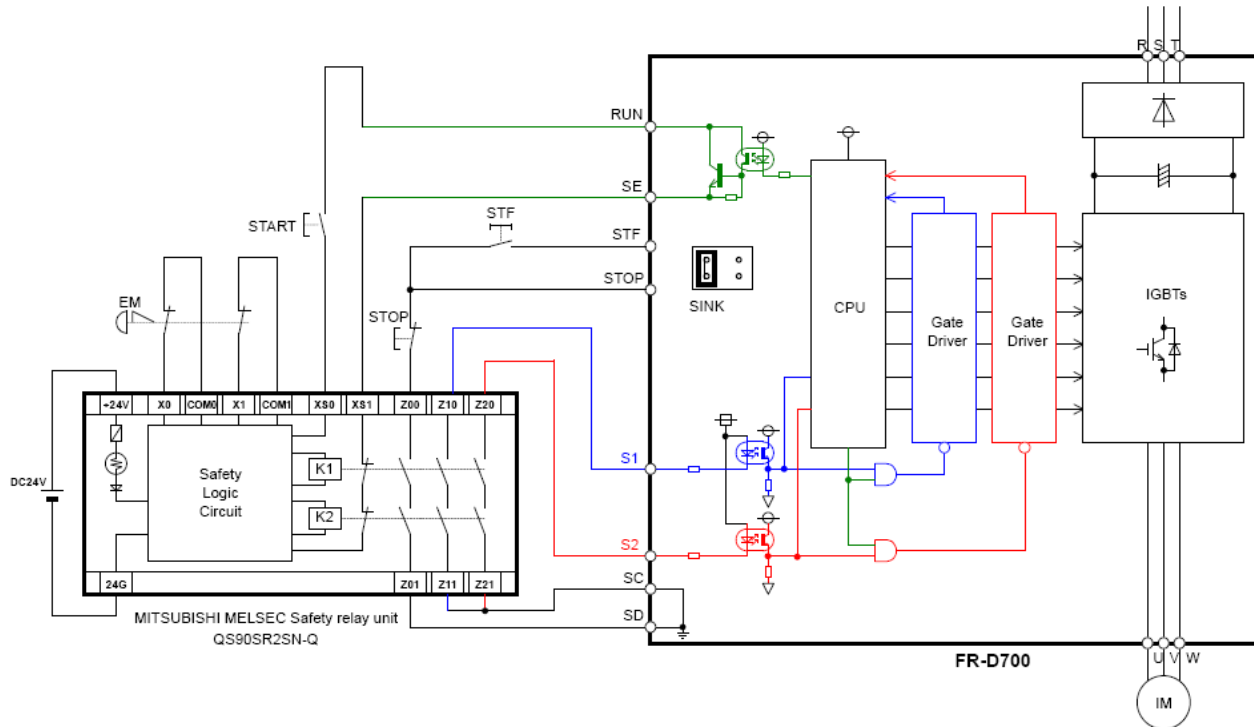 R S T
RUN
SE
STF
STF
START
STOP
SINK
CPU
Gate
Driver
Gate
Driver
IGBTs
EM
STOP
+24V
X0
COM0
X1
COM1
XS0
XS1
Z00
Z10
Z20
S1
Safety
Logic
Circuit
K1
K2
DC24V
S2
24G
Z01
Z11
Z21
SC
SD
MITSUBISHI MELSEC Safety relay unit
QS90SR2SN-Q
FR-D700
U V W
IM